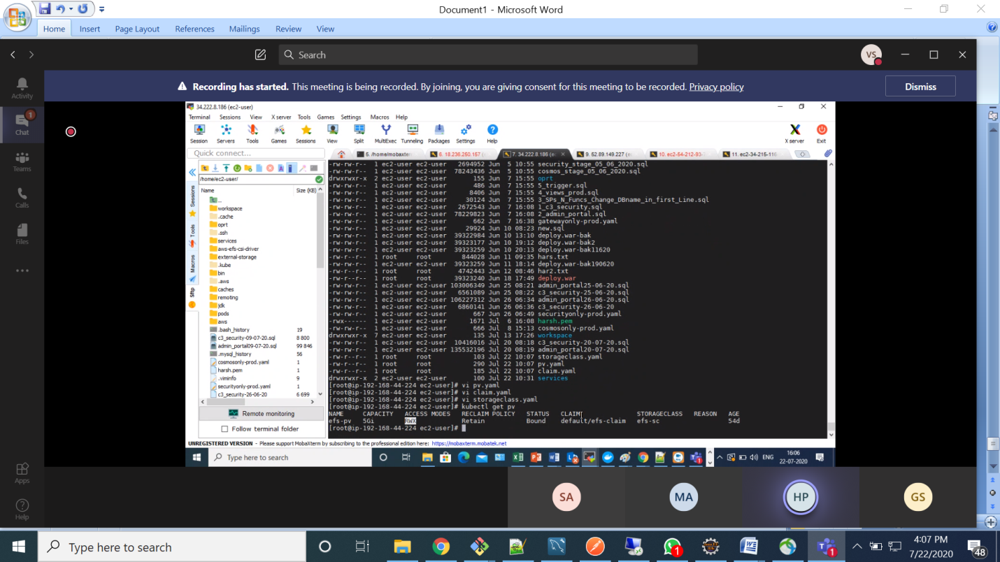 Document1 - Microsoft Word
Home Insert Page Layout References Mailings Review View
Search
VS
Recording has started. This meeting is being recorded. By joining, you are giving consent for this meeting to be recorded. Privacy policy
Dismiss
Activity
1
Chat
Teams
Calls
Files
Apps
Help
34.222.8.186 (ec2-user)
Terminal Sessions View X server Tools Games Settings Macros Help
Session Servers Tools Games Sessions View Split MultiExec Tunneling Packages Settings Help X server Exit
Quick connect...
5. /home/mobaxter
6. 18.236.250.157
7. 34.222.8.186 (e
9. 52.89.149.227 (e
10. ec2-54-212-93-
11. ec2-34-215-116-
/home/ec2-user/
Name Size (KB)
Sessions
Tools
Macros
Sftp
..
workspace
.cache
oprt
.ssh
services
aws-efs-csi-driver
external-storage
.kube
bin
.aws
caches
remoting
jdk
pods
aws
.bash_history 19
c3_security-09-07-20.sql 8 800
admin_portal09-07-20.sql 99 846
.mysql_history 56
cosmosonly-prod.yaml 1
harsh.pem 1
.viminfo 9
securityonly-prod.yaml 1
c3_security-26-06-20 6 699
Remote monitoring
Follow terminal folder
-rw-rw-r-- 1 ec2-user ec2-user 2694952 Jun 5 10:55 security_stage_05_06_2020.sql
-rw-rw-r-- 1 ec2-user ec2-user 78243436 Jun 5 10:55 cosmos_stage_05_06_2020.sql
drwxrwxr-x 2 ec2-user ec2-user 155 Jun 7 15:55 oprt
-rw-rw-r-- 1 ec2-user ec2-user 486 Jun 7 15:55 5_trigger.sql
-rw-rw-r-- 1 ec2-user ec2-user 8406 Jun 7 15:55 4_views_prod.sql
-rw-rw-r-- 1 ec2-user ec2-user 30124 Jun 7 15:55 3_SPs_N_Funcs_Change_DBname_in_first_Line.sql
-rw-rw-r-- 1 ec2-user ec2-user 2672543 Jun 7 16:08 1_c3_security.sql
-rw-rw-r-- 1 ec2-user ec2-user 78229823 Jun 7 16:08 2_admin_portal.sql
-rw-rw-r-- 1 ec2-user ec2-user 662 Jun 7 16:38 gatewayonly-prod.yaml
-rw-rw-r-- 1 ec2-user ec2-user 29924 Jun 10 08:23 new.sql
-rw-rw-r-- 1 ec2-user ec2-user 39322984 Jun 10 13:10 deploy.war-bak
-rw-rw-r-- 1 ec2-user ec2-user 39323177 Jun 10 19:12 deploy.war-bak2
-rw-rw-r-- 1 ec2-user ec2-user 39323259 Jun 10 20:13 deploy.war-bak11620
-rw-r--r-- 1 root root 844028 Jun 11 09:35 hars.txt
-rw-rw-r-- 1 ec2-user ec2-user 39323259 Jun 11 18:14 deploy.war-bak190620
-rw-r--r-- 1 root root 4742443 Jun 12 08:46 har2.txt
-rw-rw-r-- 1 root root 39323240 Jun 18 17:49 deploy.war
-rw-rw-r-- 1 ec2-user ec2-user 103006349 Jun 25 08:21 admin_portal25-06-20.sql
-rw-rw-r-- 1 ec2-user ec2-user 6561089 Jun 25 08:22 c3_security-25-06-20.sql
-rw-rw-r-- 1 ec2-user ec2-user 106227312 Jun 26 06:34 admin_portal26-06-20.sql
-rw-rw-r-- 1 ec2-user ec2-user 6860141 Jun 26 06:36 c3_security-26-06-20
-rw-rw-r-- 1 ec2-user ec2-user 667 Jun 26 06:49 securityonly-prod.yaml
-rwx------ 1 ec2-user ec2-user 1671 Jul 6 16:08 harsh.pem
-rw-rw-r-- 1 ec2-user ec2-user 666 Jul 8 15:13 cosmosonly-prod.yaml
drwxrwxr-x 7 ec2-user ec2-user 135 Jul 13 17:26 workspace
-rw-rw-r-- 1 ec2-user ec2-user 10416016 Jul 20 08:18 c3_security-20-07-20.sql
-rw-rw-r-- 1 ec2-user ec2-user 135532196 Jul 20 08:19 admin_portal20-07-20.sql
-rw-r--r-- 1 root root 103 Jul 22 10:07 storageclass.yaml
-rw-r--r-- 1 root root 290 Jul 22 10:07 pv.yaml
-rw-r--r-- 1 root root 185 Jul 22 10:07 claim.yaml
drwxrwxr-x 2 ec2-user ec2-user 100 Jul 22 10:31 services
[root@ip-192-168-44-224 ec2-user]# vi pv.yaml
[root@ip-192-168-44-224 ec2-user]# vi claim.yaml
[root@ip-192-168-44-224 ec2-user]# vi storageclass.yaml
[root@ip-192-168-44-224 ec2-user]# kubectl get pv
NAME CAPACITY ACCESS MODES RECLAIM POLICY STATUS CLAIM STORAGECLASS REASON AGE
efs-pv 5Gi RWX Retain Bound default/efs-claim efs-sc 54d
[root@ip-192-168-44-224 ec2-user]#
UNREGISTERED VERSION - Please support MobaXterm by subscribing to the professional edition here: https://mobaxterm.mobatek.net
Type here to search
ENG
16:06
22-07-2020
SA
MA
HP
GS
Type here to search
1
1
4:07 PM
7/22/2020
48